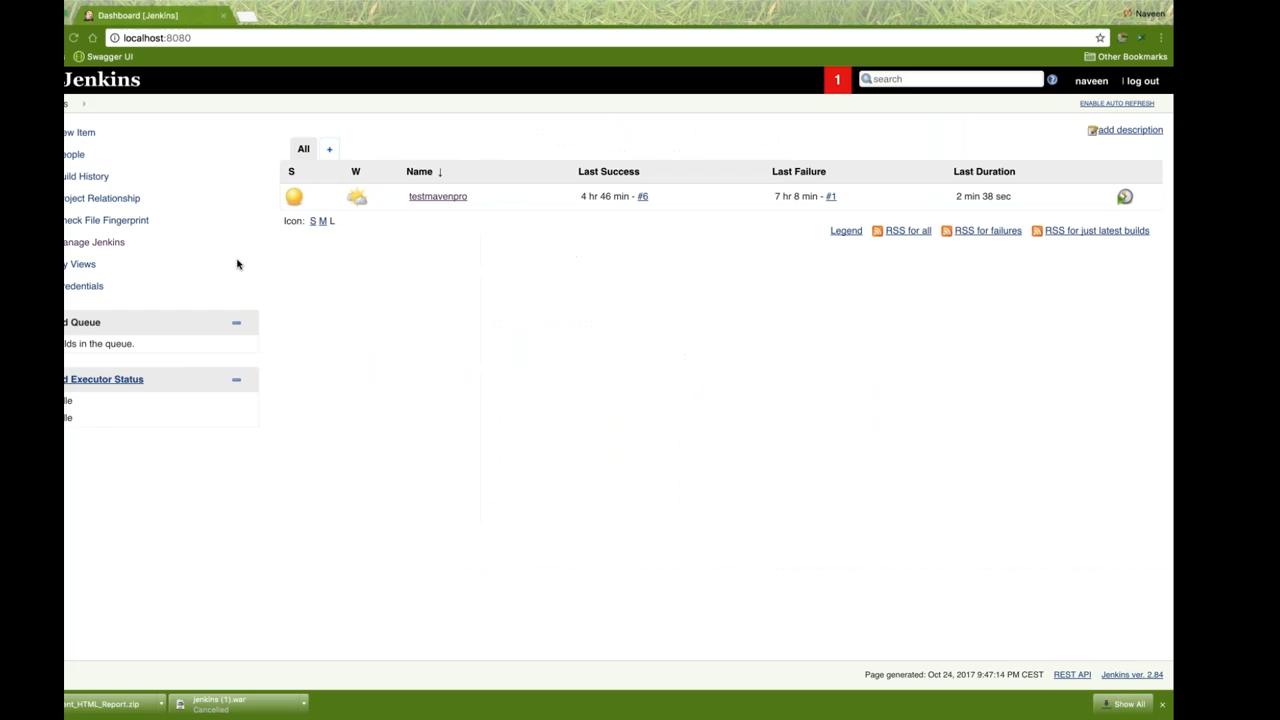 Dashboard [Jenkins]
Naveen
localhost:8080
Swagger UI
Other Bookmarks
Jenkins
1
search
naveen
| log out
s
ENABLE AUTO REFRESH
ew Item
add description
eople
All
+
uild History
S W Name ↓ Last Success Last Failure Last Duration
oject Relationship
testmavenpro 4 hr 46 min - #6 7 hr 8 min - #1 2 min 38 sec
heck File Fingerprint
Icon: S M L
Legend RSS for all RSS for failures RSS for just latest builds
anage Jenkins
y Views
redentials
d Queue
lds in the queue.
d Executor Status
lle
lle
Page generated: Oct 24, 2017 9:47:14 PM CEST REST API Jenkins ver. 2.84
ent_HTML_Report.zip
jenkins (1).war
Cancelled
Show All